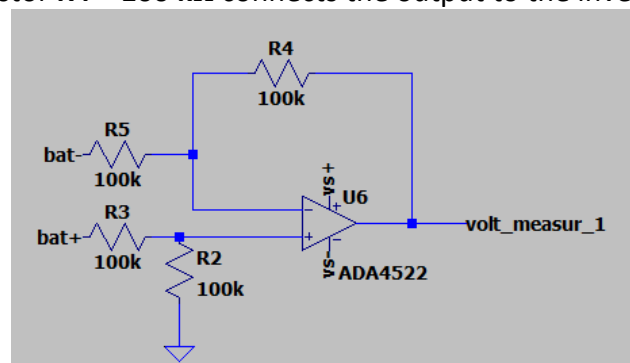 R4
100k
R5
bat-
100k
vs+
U6
R3
bat+
100k
R2
100k
vs-
ADA4522
volt_measur_1